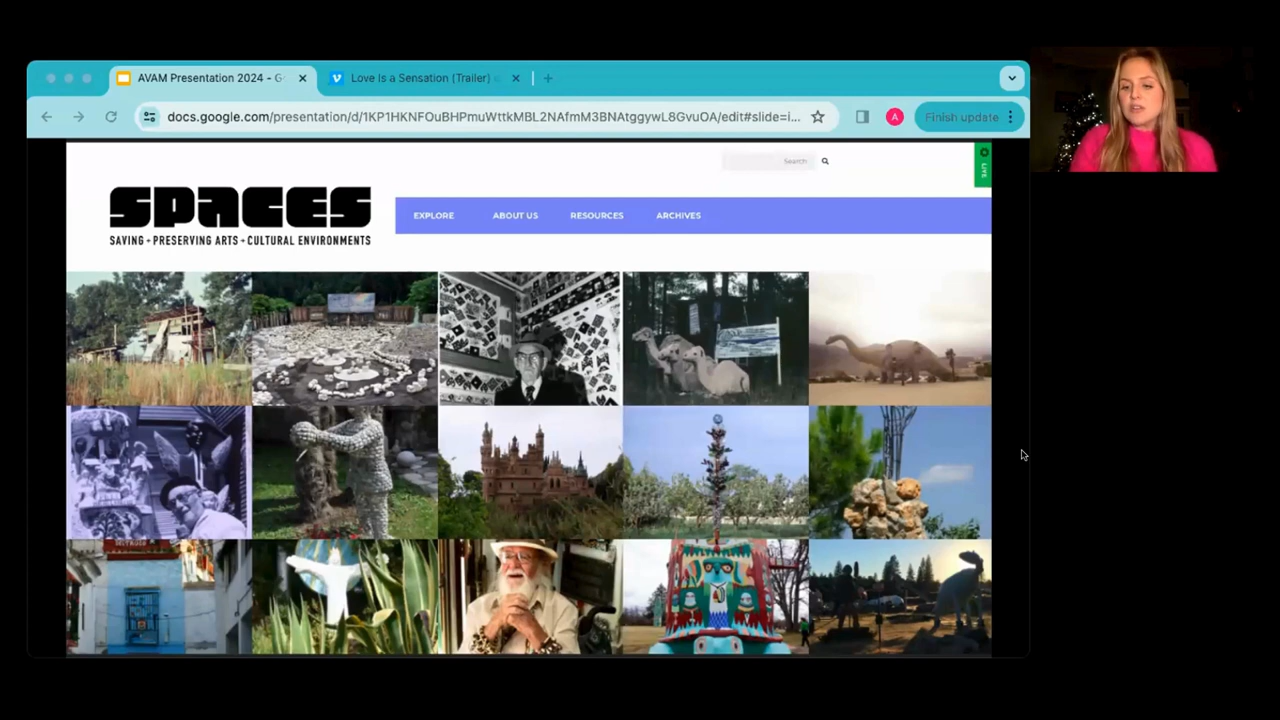 AVAM Presentation 2024 - G
Love Is a Sensation (Trailer)
docs.google.com/presentation/d/1KP1HKNFOuBHPmuWttkMBL2NAfmM3BNAtggywL8GvuOA/edit#slide=i...
A
Finish update
Search
LIVE
SPACES
SAVING + PRESERVING ARTS + CULTURAL ENVIRONMENTS
EXPLORE ABOUT US RESOURCES ARCHIVES